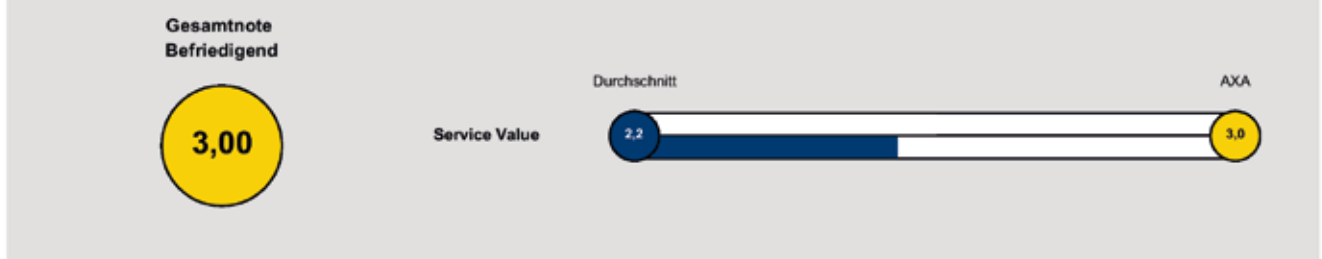 Gesamtnote
Befriedigend
3,00
Durchschnitt
AXA
Service Value
2,2
3,0